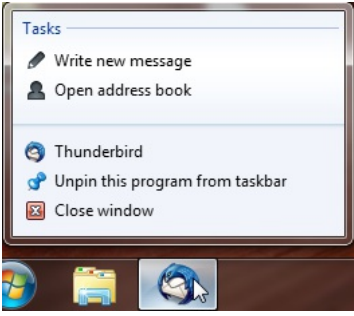 Tasks
Write new message
Open address book
Thunderbird
Unpin this program from taskbar
Close window